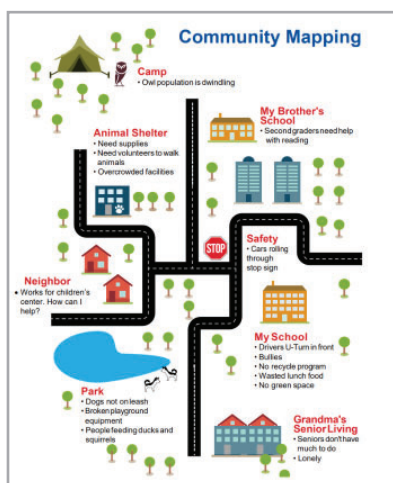 Community Mapping
Camp
• Owl population is dwindling
My Brother's
School
• Second graders need help
with reading
Animal Shelter
• Need supplies
• Need volunteers to walk
animals
• Overcrowded facilities
STOP
Safety
• Cars rolling
through
stop sign
Neighbor
• Works for children's
center. How can I
help?
My School
• Drivers U-Turn in front
• Bullies
• No recycle program
• Wasted lunch food
• No green space
Park
• Dogs not on leash
• Broken playground
equipment
• People feeding ducks and
squirrels
Grandma's
Senior Living
• Seniors don't have
much to do
• Lonely